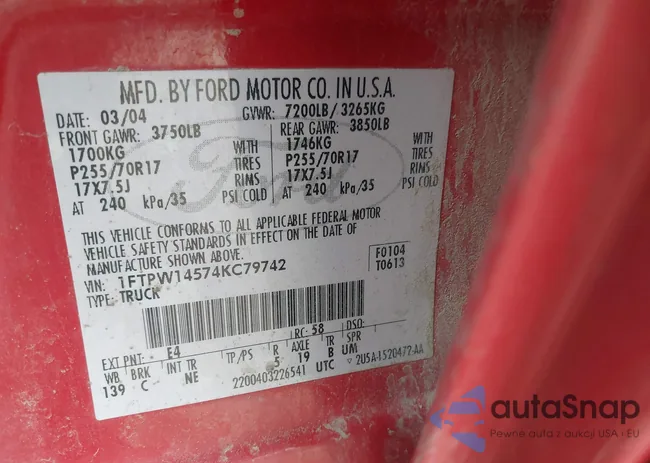 MFD. BY FORD MOTOR CO. IN U.S.A.
DATE: 03/04 GVWR: 7200LB/ 3265KG
FRONT GAWR: 3750LB REAR GAWR: 3850LB
1700KG WITH 1746KG WITH
P255/70R17 TIRES P255/70R17 TIRES
17X7.5J RIMS 17X7.5J RIMS
AT 240 kPa/35 PSI COLD AT 240 kPa/35 PSI COLD
Ford
THIS VEHICLE CONFORMS TO ALL APPLICABLE FEDERAL MOTOR
VEHICLE SAFETY STANDARDS IN EFFECT ON THE DATE OF
MANUFACTURE SHOWN ABOVE.
VIN: 1FTPW14574KC79742 F0104
TYPE: TRUCK T0613
EXT PNT: E4 RC: 58 DSO:
WB BRK INT TR TP/PS R AXLE TR SPR
139 C NE 5 19 B UM
2200403226541 UTC 2U5A-1520472-AA
autaSnap
Pewne auta z aukcji USA i EU